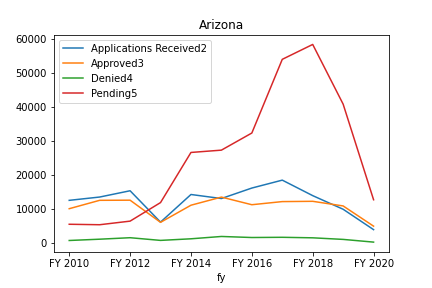 Arizona
60000
50000
40000
30000
20000
10000
0
Applications Received2
Approved3
Denied4
Pending5
FY 2010 FY 2012 FY 2014 FY 2016 FY 2018 FY 2020
fy